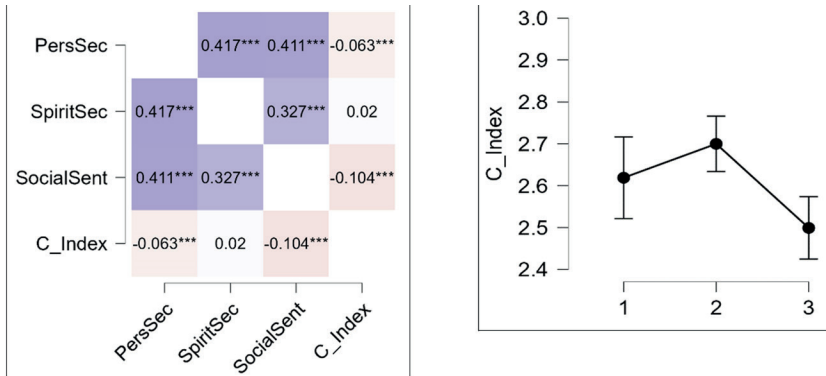 PersSec 0.417*** 0.411*** -0.063***
SpiritSec 0.417*** 0.327*** 0.02
SocialSent 0.411*** 0.327*** -0.104***
C_Index -0.063*** 0.02 -0.104***
PersSec SpiritSec SocialSent C_Index
C_Index
3.0
2.9
2.8
2.7
2.6
2.5
2.4
1 2 3